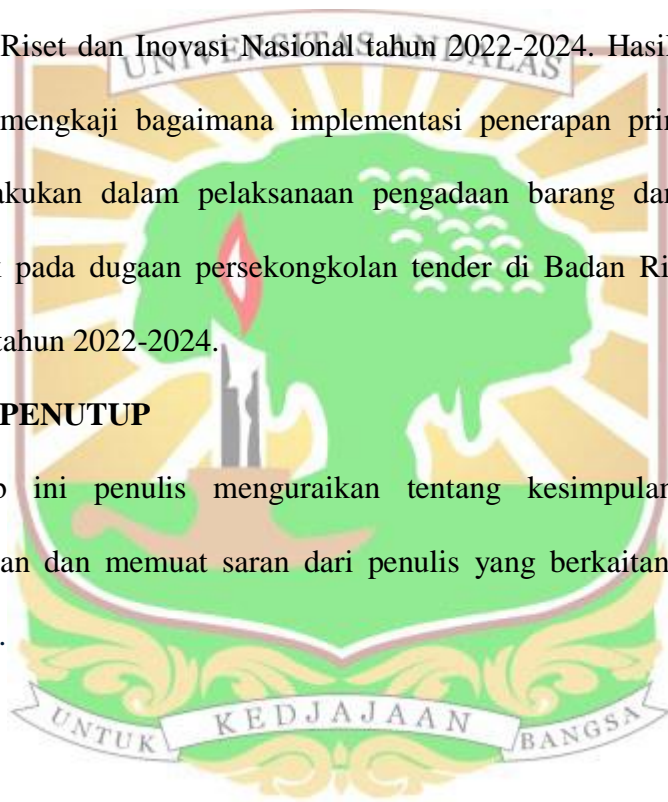 Riset dan Inovasi Nasional tahun 2022-2024. Hasil
UNIVERSITAS ANDALAS
mengkaji bagaimana implementasi penerapan prin
akukan dalam pelaksanaan pengadaan barang dan
pada dugaan persekongkolan tender di Badan Ri
tahun 2022-2024.
PENUTUP
ini penulis menguraikan tentang kesimpulan
an dan memuat saran dari penulis yang berkaitan
.
UNTUK KEDJAJAAN BANGSA